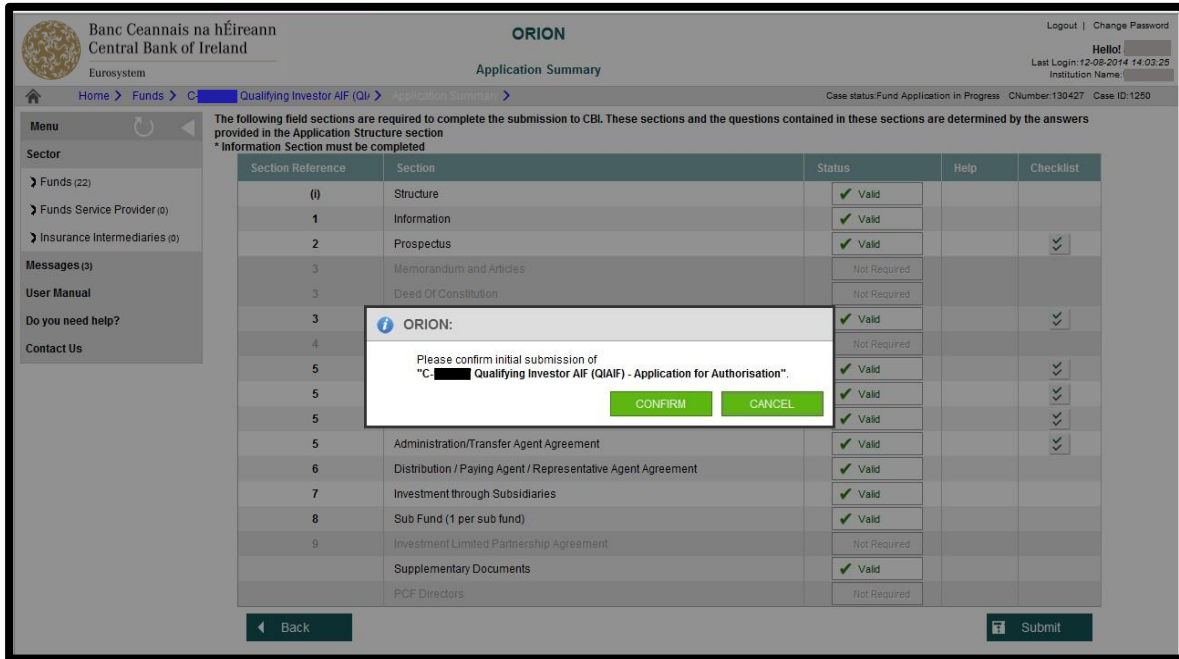 Banc Ceannais na hÉireann
Central Bank of Ireland
Eurosystem
ORION
Application Summary
Logout | Change Password
Hello!
Last Login:12-08-2014 14:03:25
Institution Name:
Home > Funds > C- Qualifying Investor AIF (QI > Application Summary >
Case status:Fund Application in Progress CNumber:130427 Case ID:1250
Menu
Sector
Funds (22)
Funds Service Provider(0)
Insurance Intermediaries (0)
Messages (3)
User Manual
Do you need help?
Contact Us
The following field sections are required to complete the submission to CBI. These sections and the questions contained in these sections are determined by the answers
provided in the Application Structure section
* Information Section must be completed
Section Reference Section Status Help Checklist
(i) Structure Valid
1 Information Valid
2 Prospectus Valid
3 Memorandum and Articles Not Required
3 Deed Of Constitution Not Required
3 Valid
4 Not Required
5 Valid
5 Valid
5 Valid
ORION:
Please confirm initial submission of
"C- Qualifying Investor AIF (QIAIF) - Application for Authorisation".
CONFIRM CANCEL
5 Administration/Transfer Agent Agreement Valid
6 Distribution / Paying Agent / Representative Agent Agreement Valid
7 Investment through Subsidiaries Valid
8 Sub Fund (1 per sub fund) Valid
9 Investment Limited Partnership Agreement Not Required
Supplementary Documents Valid
PCF Directors Not Required
Back
Submit